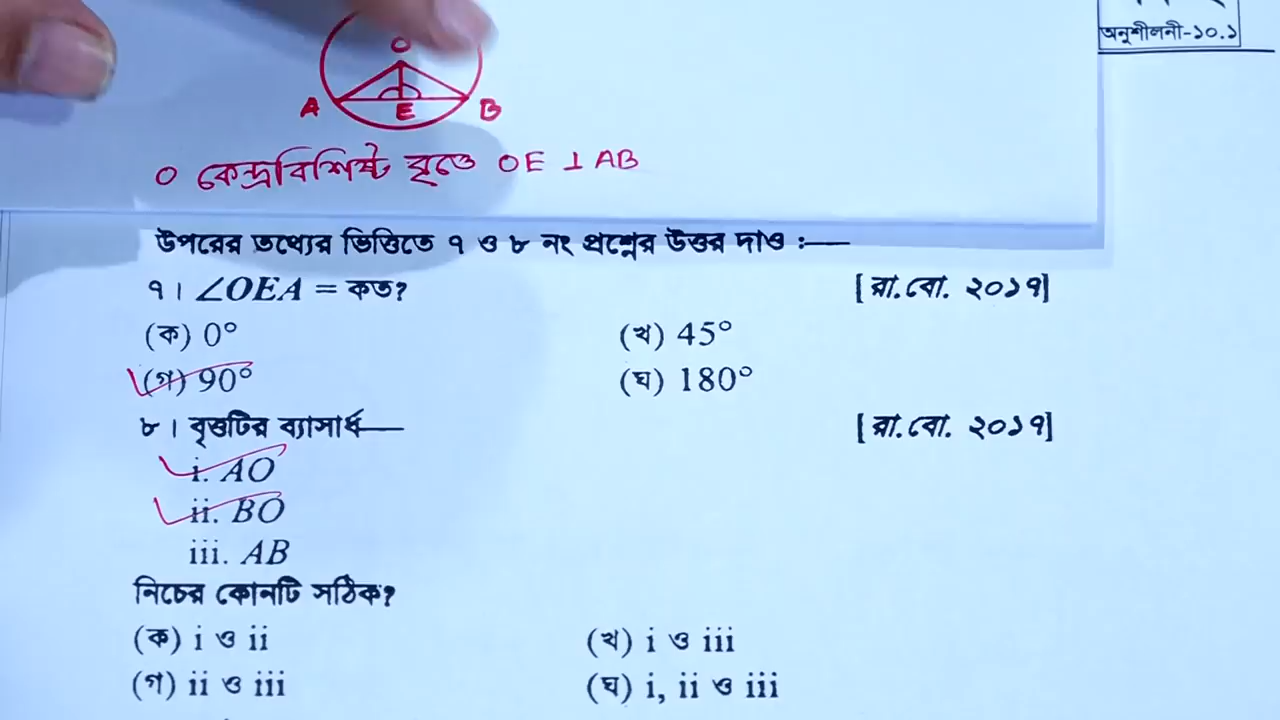 অনুশীলনী-১০.১
O
A E B
O কেন্দ্রবিশিষ্ট বৃত্তে OE ⊥ AB
উপরের তথ্যের ভিত্তিতে ৭ ও ৮ নং প্রশ্নের উত্তর দাও :—
৭। ∠OEA = কত? [রা.বো. ২০১৭]
(ক) 0° (খ) 45°
(গ) 90° (ঘ) 180°
৮। বৃত্তটির ব্যাসার্ধ— [রা.বো. ২০১৭]
i. AO
ii. BO
iii. AB
নিচের কোনটি সঠিক?
(ক) i ও ii (খ) i ও iii
(গ) ii ও iii (ঘ) i, ii ও iii